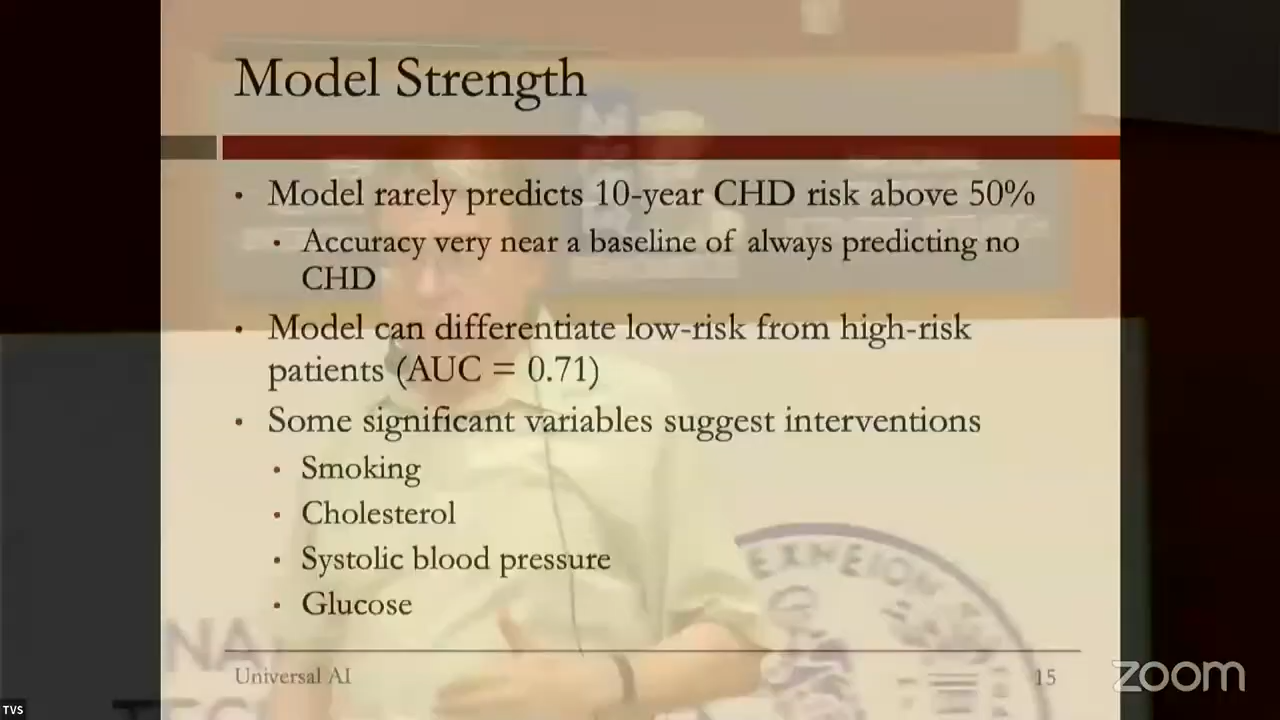 Model Strength
• Model rarely predicts 10-year CHD risk above 50%
• Accuracy very near a baseline of always predicting no
CHD
• Model can differentiate low-risk from high-risk
patients (AUC = 0.71)
• Some significant variables suggest interventions
• Smoking
• Cholesterol
• Systolic blood pressure
• Glucose
NA
Universal AI
15
zoom
TVS